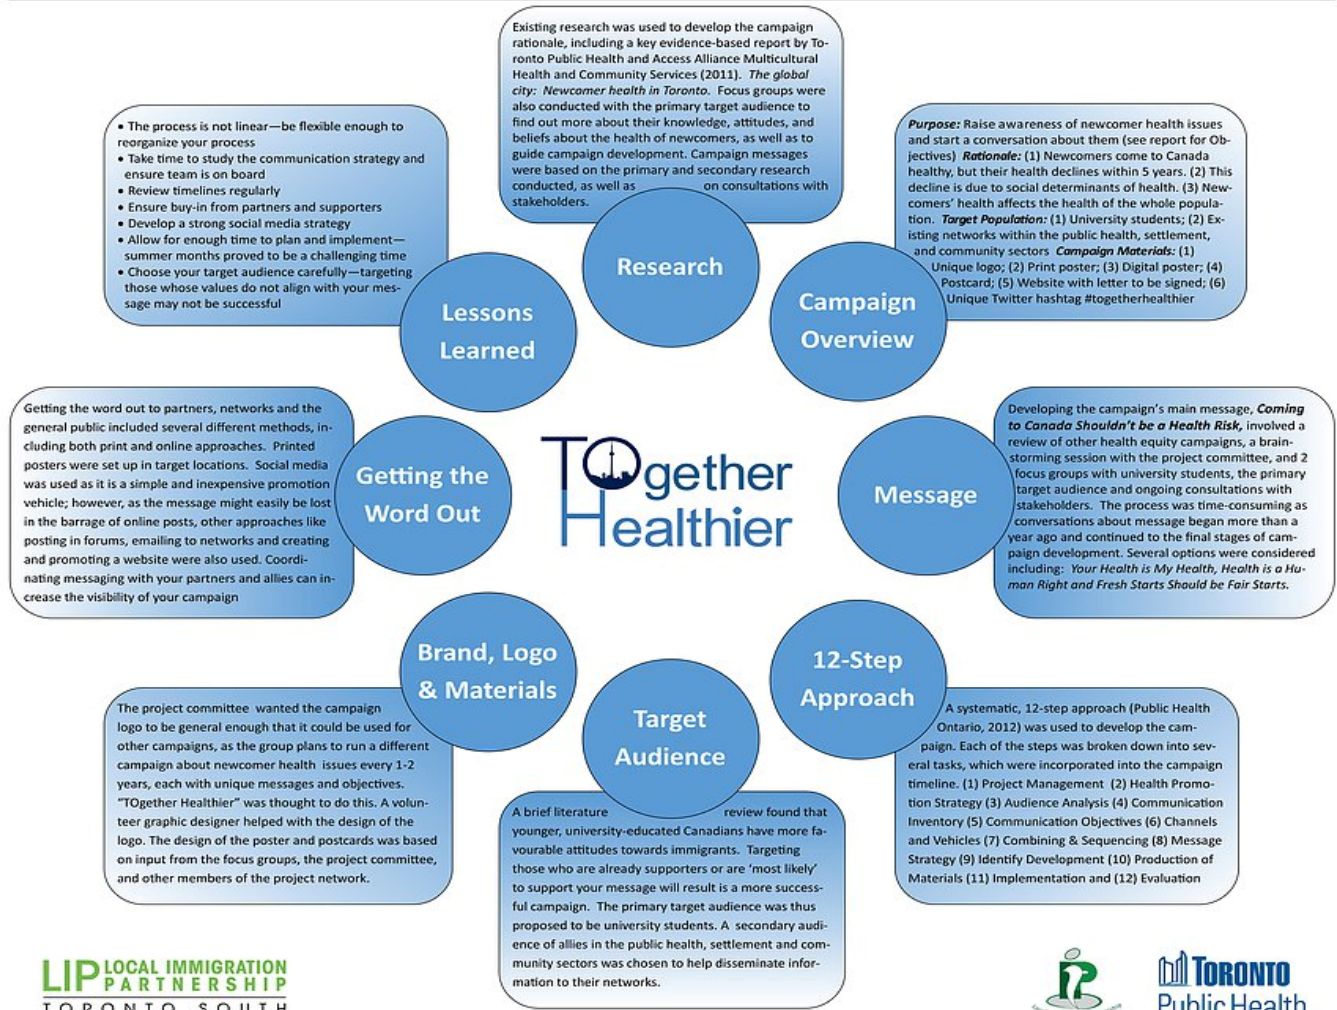 Existing research was used to develop the campaign
rationale, including a key evidence-based report by To-
ronto Public Health and Access Alliance Multicultural
Health and Community Services (2011). The global
city: Newcomer health in Toronto. Focus groups were
also conducted with the primary target audience to
find out more about their knowledge, attitudes, and
beliefs about the health of newcomers, as well as to
guide campaign development. Campaign messages
were based on the primary and secondary research
conducted, as well as on consultations with
stakeholders.
Research
Purpose: Raise awareness of newcomer health issues
and start a conversation about them (see report for Ob-
jectives) Rationale: (1) Newcomers come to Canada
healthy, but their health declines within 5 years. (2) This
decline is due to social determinants of health. (3) New-
comers' health affects the health of the whole popula-
tion. Target Population: (1) University students; (2) Ex-
isting networks within the public health, settlement,
and community sectors Campaign Materials: (1)
Unique logo; (2) Print poster; (3) Digital poster; (4)
Postcard; (5) Website with letter to be signed; (6)
Unique Twitter hashtag #togetherhealthier
Campaign
Overview
Developing the campaign's main message, Coming
to Canada Shouldn't be a Health Risk, involved a
review of other health equity campaigns, a brain-
storming session with the project committee, and 2
focus groups with university students, the primary
target audience and ongoing consultations with
stakeholders. The process was time-consuming as
conversations about message began more than a
year ago and continued to the final stages of cam-
paign development. Several options were considered
including: Your Health is My Health, Health is a Hu-
man Right and Fresh Starts Should be Fair Starts.
Message
12-Step
Approach
A systematic, 12-step approach (Public Health
Ontario, 2012) was used to develop the cam-
paign. Each of the steps was broken down into sev-
eral tasks, which were incorporated into the campaign
timeline. (1) Project Management (2) Health Promo-
tion Strategy (3) Audience Analysis (4) Communication
Inventory (5) Communication Objectives (6) Channels
and Vehicles (7) Combining & Sequencing (8) Message
Strategy (9) Identify Development (10) Production of
Materials (11) Implementation and (12) Evaluation
Target
Audience
A brief literature review found that
younger, university-educated Canadians have more fa-
vourable attitudes towards immigrants. Targeting
those who are already supporters or are 'most likely'
to support your message will result is a more success-
ful campaign. The primary target audience was thus
proposed to be university students. A secondary audi-
ence of allies in the public health, settlement and com-
munity sectors was chosen to help disseminate infor-
mation to their networks.
Brand, Logo
& Materials
The project committee wanted the campaign
logo to be general enough that it could be used for
other campaigns, as the group plans to run a different
campaign about newcomer health issues every 1-2
years, each with unique messages and objectives.
"TOgether Healthier" was thought to do this. A volun-
teer graphic designer helped with the design of the
logo. The design of the poster and postcards was based
on input from the focus groups, the project committee,
and other members of the project network.
Getting the
Word Out
Getting the word out to partners, networks and the
general public included several different methods, in-
cluding both print and online approaches. Printed
posters were set up in target locations. Social media
was used as it is a simple and inexpensive promotion
vehicle; however, as the message might easily be lost
in the barrage of online posts, other approaches like
posting in forums, emailing to networks and creating
and promoting a website were also used. Coordi-
nating messaging with your partners and allies can in-
crease the visibility of your campaign
Lessons
Learned
• The process is not linear—be flexible enough to
reorganize your process
• Take time to study the communication strategy and
ensure team is on board
• Review timelines regularly
• Ensure buy-in from partners and supporters
• Develop a strong social media strategy
• Allow for enough time to plan and implement—
summer months proved to be a challenging time
• Choose your target audience carefully—targeting
those whose values do not align with your mes-
sage may not be successful
TOgether
Healthier
LIP LOCAL IMMIGRATION
PARTNERSHIP
TORONTO SOUTH
TORONTO
Public Health